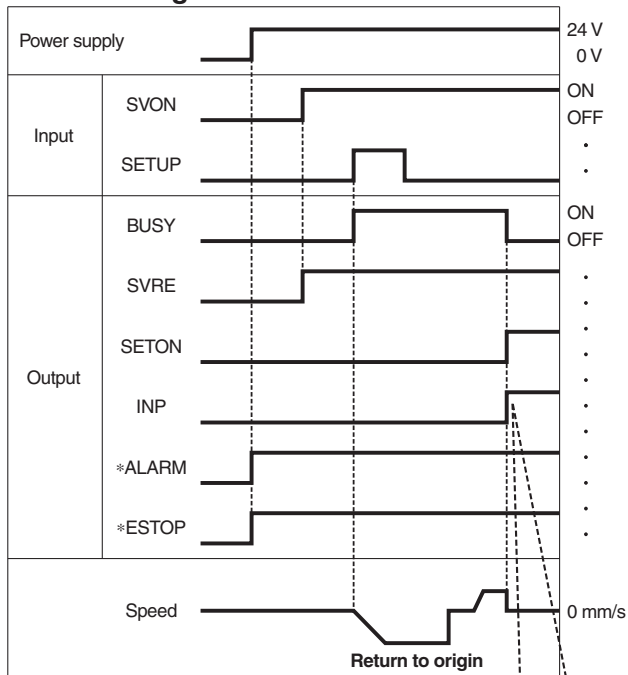 Power supply
24 V
0 V
Input
SVON
ON
OFF
SETUP
Output
BUSY
ON
OFF
SVRE
SETON
INP
*ALARM
*ESTOP
Speed
0 mm/s
Return to origin